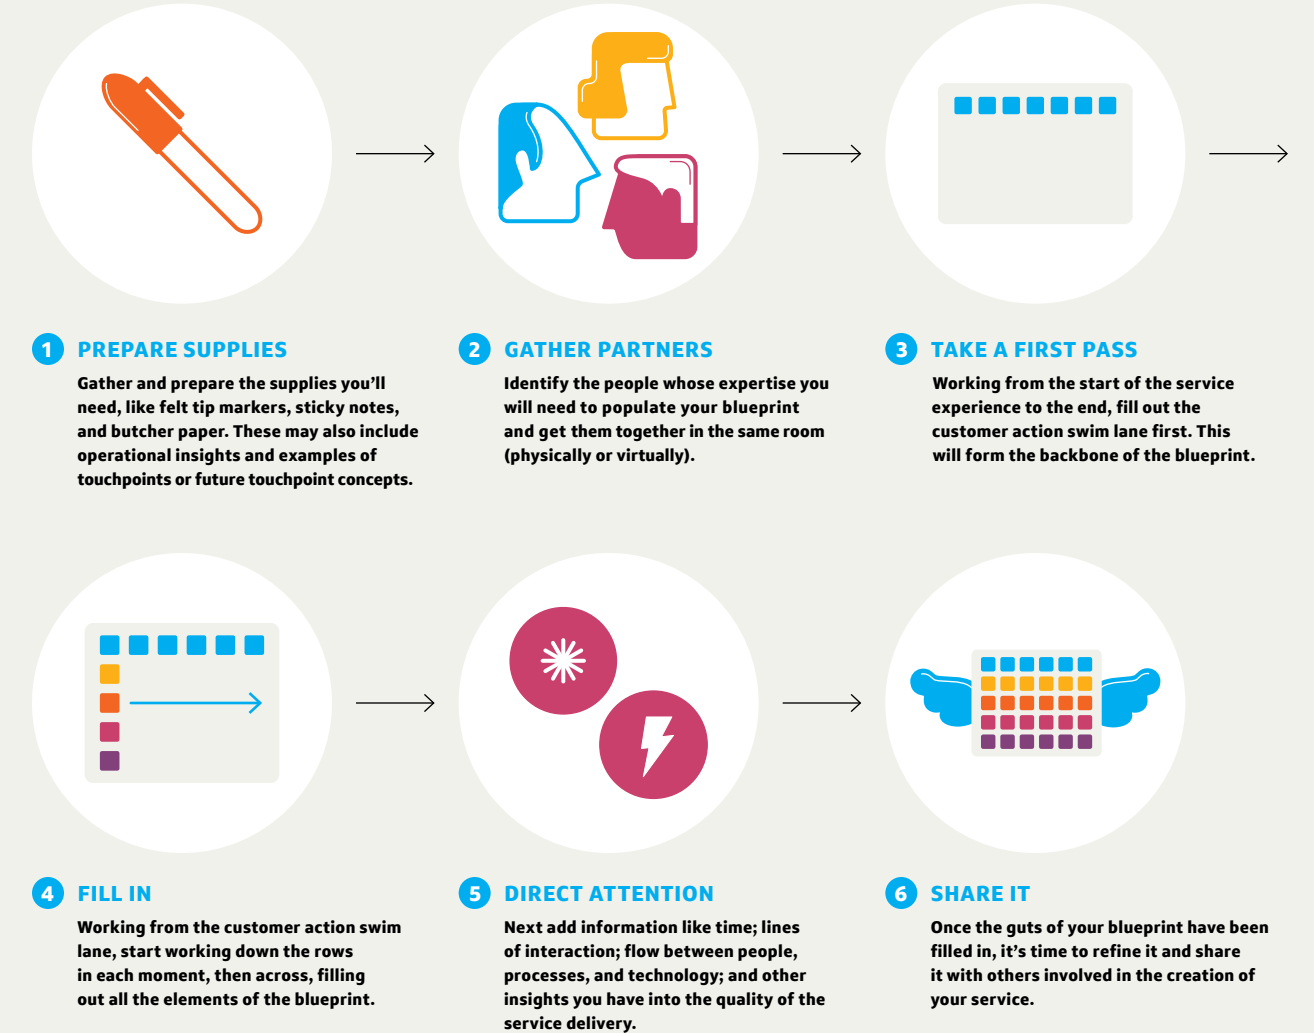 1 PREPARE SUPPLIES
Gather and prepare the supplies you'll
need, like felt tip markers, sticky notes,
and butcher paper. These may also include
operational insights and examples of
touchpoints or future touchpoint concepts.
2 GATHER PARTNERS
Identify the people whose expertise you
will need to populate your blueprint
and get them together in the same room
(physically or virtually).
3 TAKE A FIRST PASS
Working from the start of the service
experience to the end, fill out the
customer action swim lane first. This
will form the backbone of the blueprint.
4 FILL IN
Working from the customer action swim
lane, start working down the rows
in each moment, then across, filling
out all the elements of the blueprint.
5 DIRECT ATTENTION
Next add information like time; lines
of interaction; flow between people,
processes, and technology; and other
insights you have into the quality of the
service delivery.
6 SHARE IT
Once the guts of your blueprint have been
filled in, it's time to refine it and share
it with others involved in the creation of
your service.